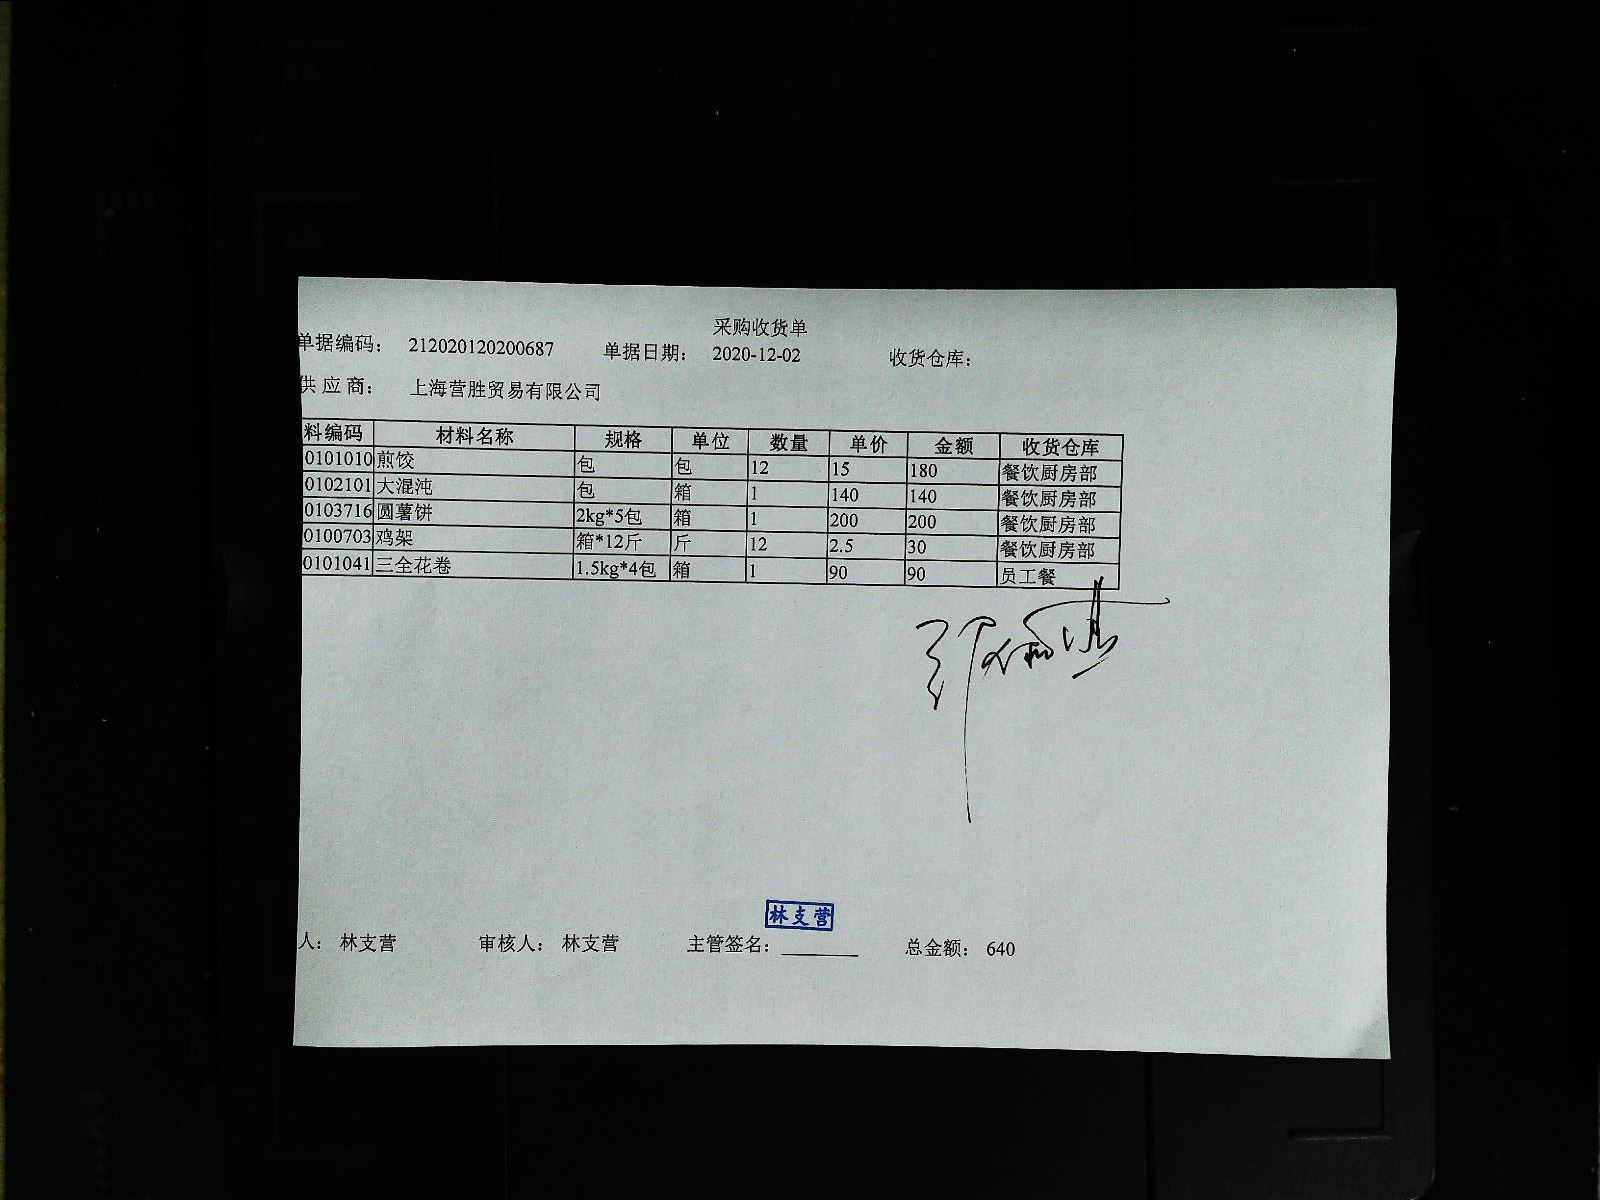 采购收货单
单据编码： 212020120200687 单据日期： 2020-12-02 收货仓库：
供应商： 上海营胜贸易有限公司
料编码 材料名称 规格 单位 数量 单价 金额 收货仓库
0101010 煎饺 包 包 12 15 180 餐饮厨房部
0102101 大混沌 包 箱 1 140 140 餐饮厨房部
0103716 圆薯饼 2kg*5包 箱 1 200 200 餐饮厨房部
0100703 鸡架 箱*12斤 斤 12 2.5 30 餐饮厨房部
0101041 三全花卷 1.5kg*4包 箱 1 90 90 员工餐
林支营
人： 林支营 审核人： 林支营 主管签名： 总金额： 640